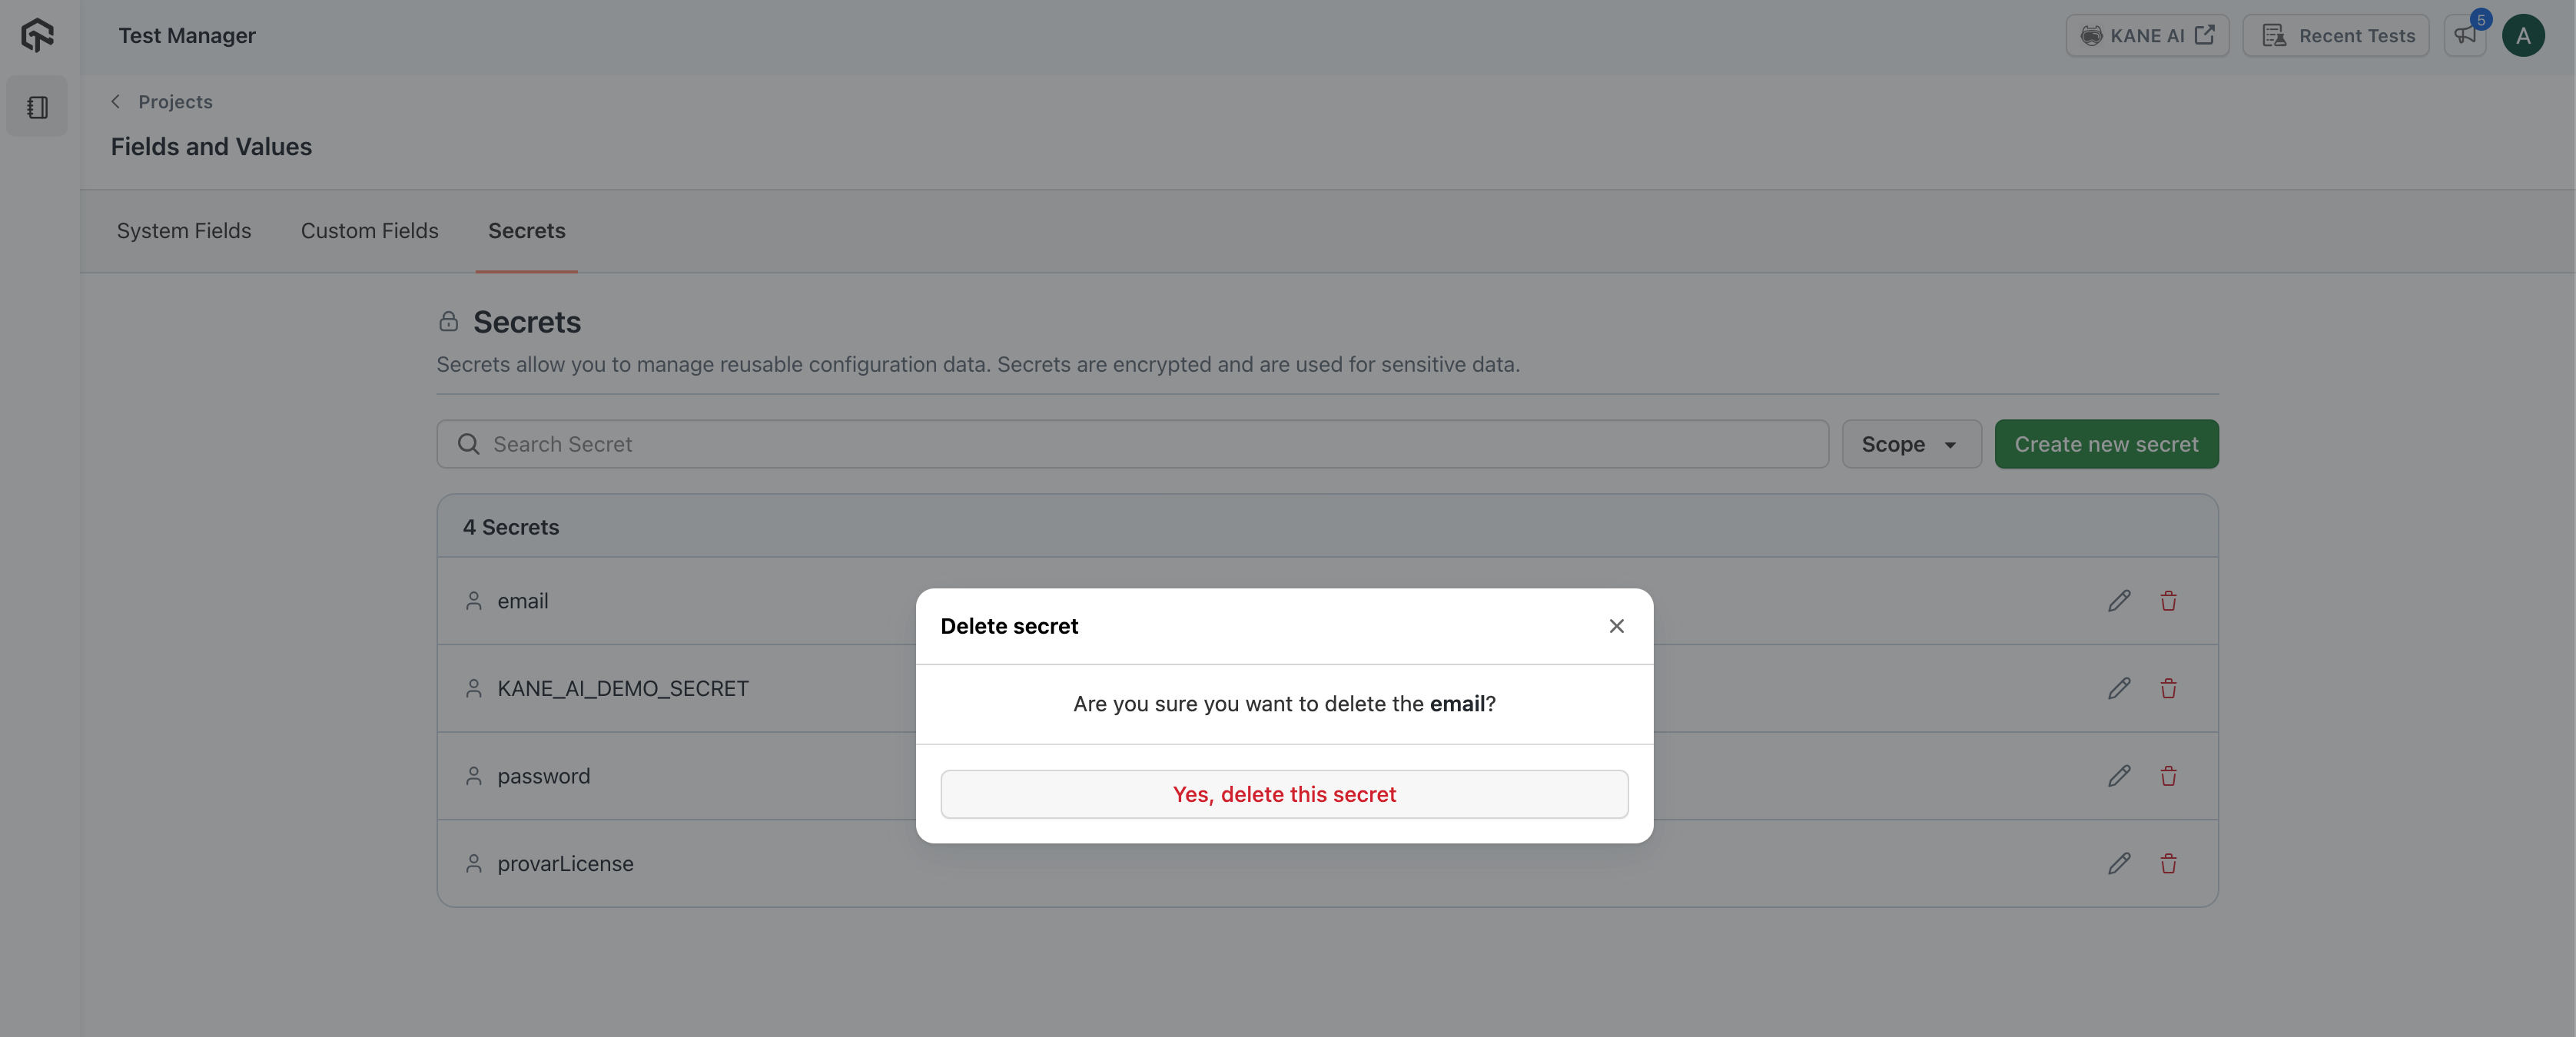 Test Manager
KANE AI
Recent Tests
5
A
Projects
Fields and Values
System Fields
Custom Fields
Secrets
Secrets
Secrets allow you to manage reusable configuration data. Secrets are encrypted and are used for sensitive data.
Search Secret
Scope
Create new secret
4 Secrets
email
KANE_AI_DEMO_SECRET
password
provarLicense
Delete secret
Are you sure you want to delete the email?
Yes, delete this secret